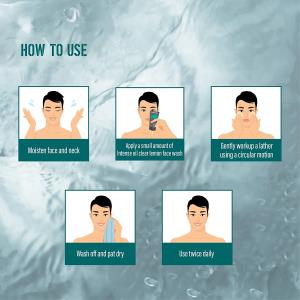 HOW TO USE
Moisten face and neck
Apply a small amount of
Intense oil clear lemon face wash
Gently workup a lather
using a circular motion
Wash off and pat dry
Use twice daily